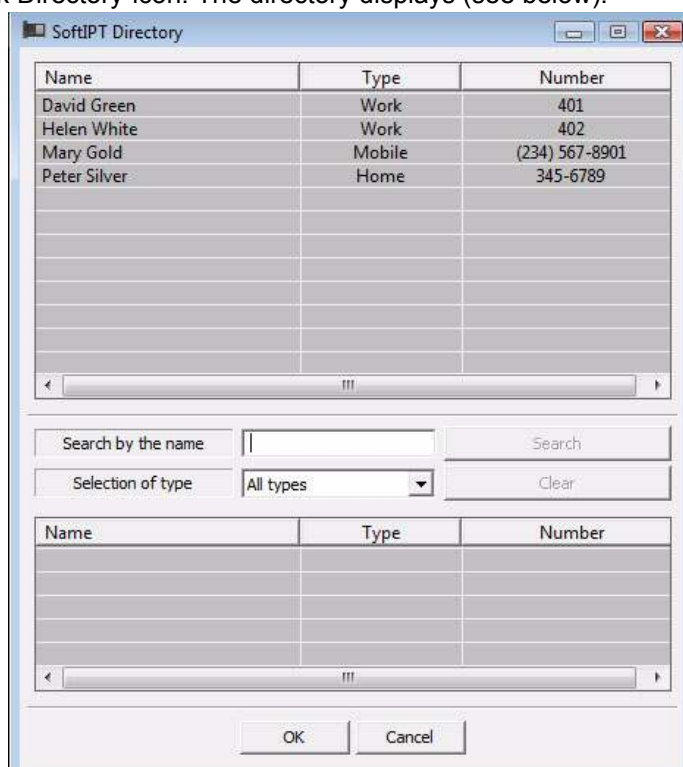 k Directory icon. The directory displays (see below).
SoftIPT Directory
Name Type Number
David Green Work 401
Helen White Work 402
Mary Gold Mobile (234) 567-8901
Peter Silver Home 345-6789
Search by the name Search
Selection of type All types Clear
Name Type Number
OK Cancel